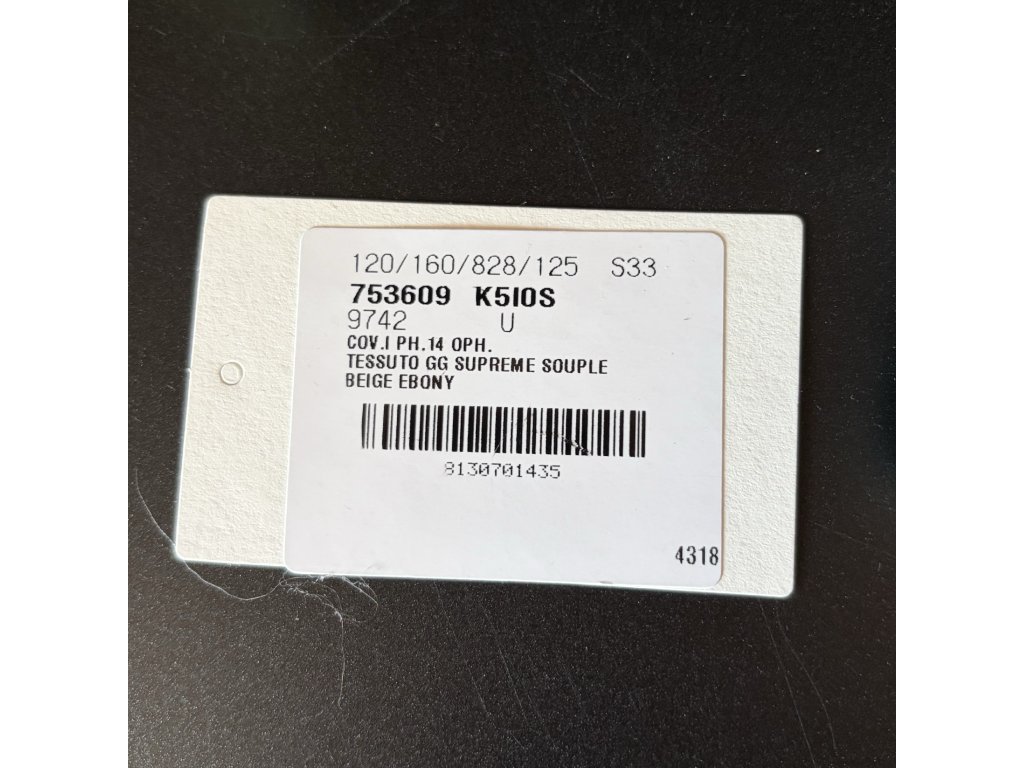 120/160/828/125 S33
753609 K5I0S
9742 U
COV.I PH.14 OPH.
TESSUTO GG SUPREME SOUPLE
BEIGE EBONY
8130701435
4318